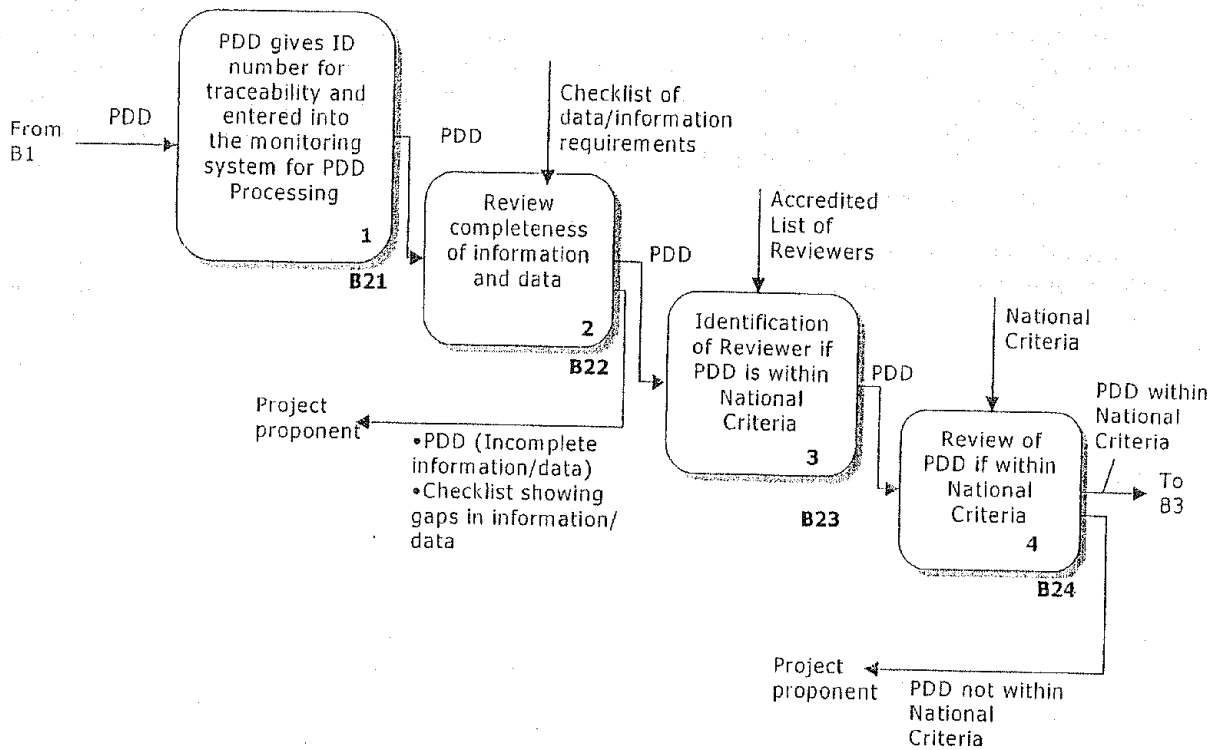 PDD gives ID
number for
traceability and
entered into
the monitoring
system for PDD
Processing
1
B21
From
B1
PDD
PDD
Checklist of
data/information
requirements
Review
completeness
of information
and data
2
B22
PDD
Accredited
List of
Reviewers
Identification
of Reviewer if
PDD is within
National
Criteria
3
B23
Project
proponent
•PDD (Incomplete
information/data)
•Checklist showing
gaps in information/
data
PDD
National
Criteria
Review of
PDD if within
National
Criteria
4
B24
PDD within
National
Criteria
To
B3
Project
proponent
PDD not within
National
Criteria